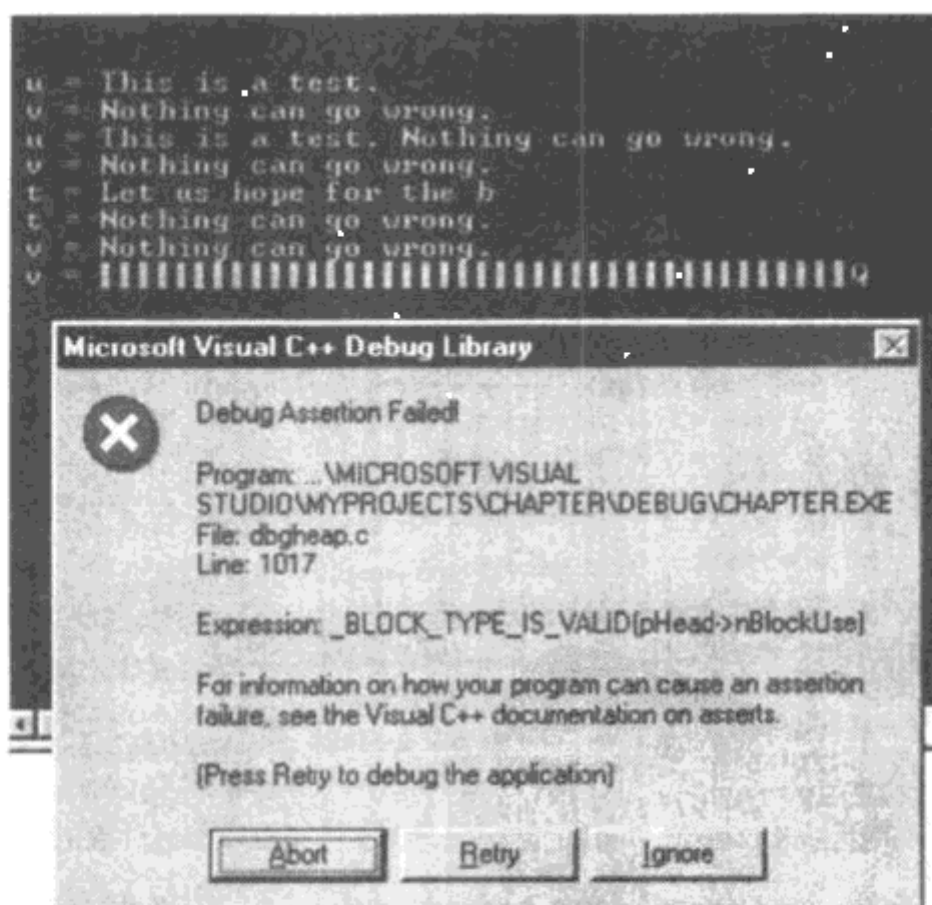 u = This is a test.
v = Nothing can go wrong.
u = This is a test. Nothing can go wrong.
v = Nothing can go wrong.
t = Let us hope for the b
t = Nothing can go wrong.
v = Nothing can go wrong.
v =
Microsoft Visual C++ Debug Library
Debug Assertion Failed!
Program: ...\MICROSOFT VISUAL
STUDIO\MYPROJECTS\CHAPTER\DEBUG\CHAPTER.EXE
File: dbgheap.c
Line: 1017
Expression: _BLOCK_TYPE_IS_VALID(pHead->nBlockUse)
For information on how your program can cause an assertion
failure, see the Visual C++ documentation on asserts.
(Press Retry to debug the application)
Abort Retry Ignore